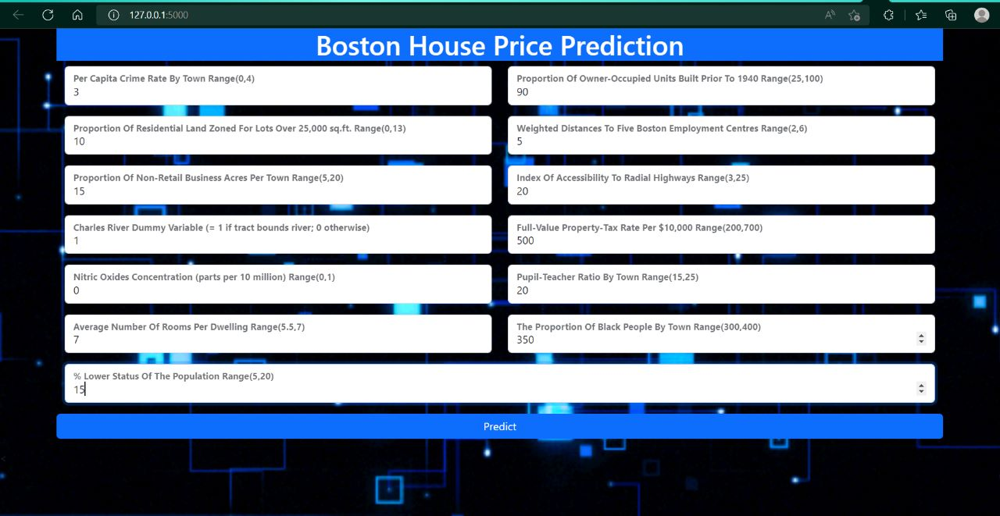 127.0.0.1:5000
Boston House Price Prediction
Per Capita Crime Rate By Town Range(0,4)
3
Proportion Of Owner-Occupied Units Built Prior To 1940 Range(25,100)
90
Proportion Of Residential Land Zoned For Lots Over 25,000 sq.ft. Range(0,13)
10
Weighted Distances To Five Boston Employment Centres Range(2,6)
5
Proportion Of Non-Retail Business Acres Per Town Range(5,20)
15
Index Of Accessibility To Radial Highways Range(3,25)
20
Charles River Dummy Variable (= 1 if tract bounds river; 0 otherwise)
1
Full-Value Property-Tax Rate Per $10,000 Range(200,700)
500
Nitric Oxides Concentration (parts per 10 million) Range(0,1)
0
Pupil-Teacher Ratio By Town Range(15,25)
20
Average Number Of Rooms Per Dwelling Range(5.5,7)
7
The Proportion Of Black People By Town Range(300,400)
350
% Lower Status Of The Population Range(5,20)
15
Predict